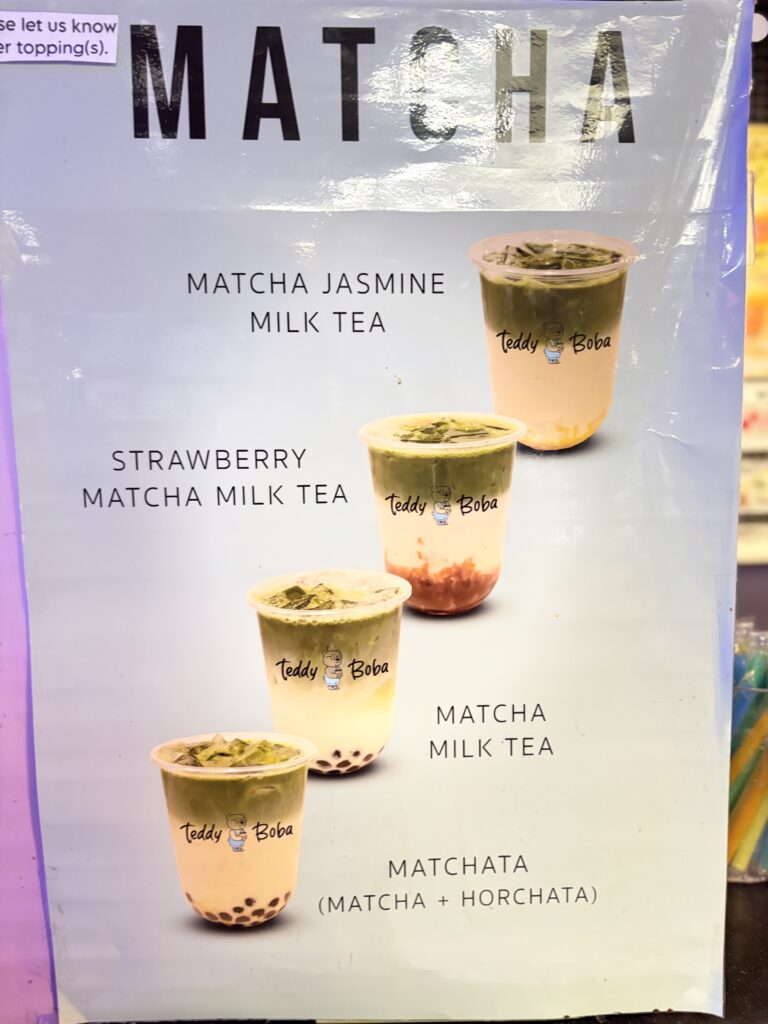 se let us know
er topping(s).
MATCHA
MATCHA JASMINE
MILK TEA
Teddy Boba
STRAWBERRY
MATCHA MILK TEA
Teddy Boba
Teddy Boba
MATCHA
MILK TEA
Teddy Boba
MATCHATA
(MATCHA + HORCHATA)